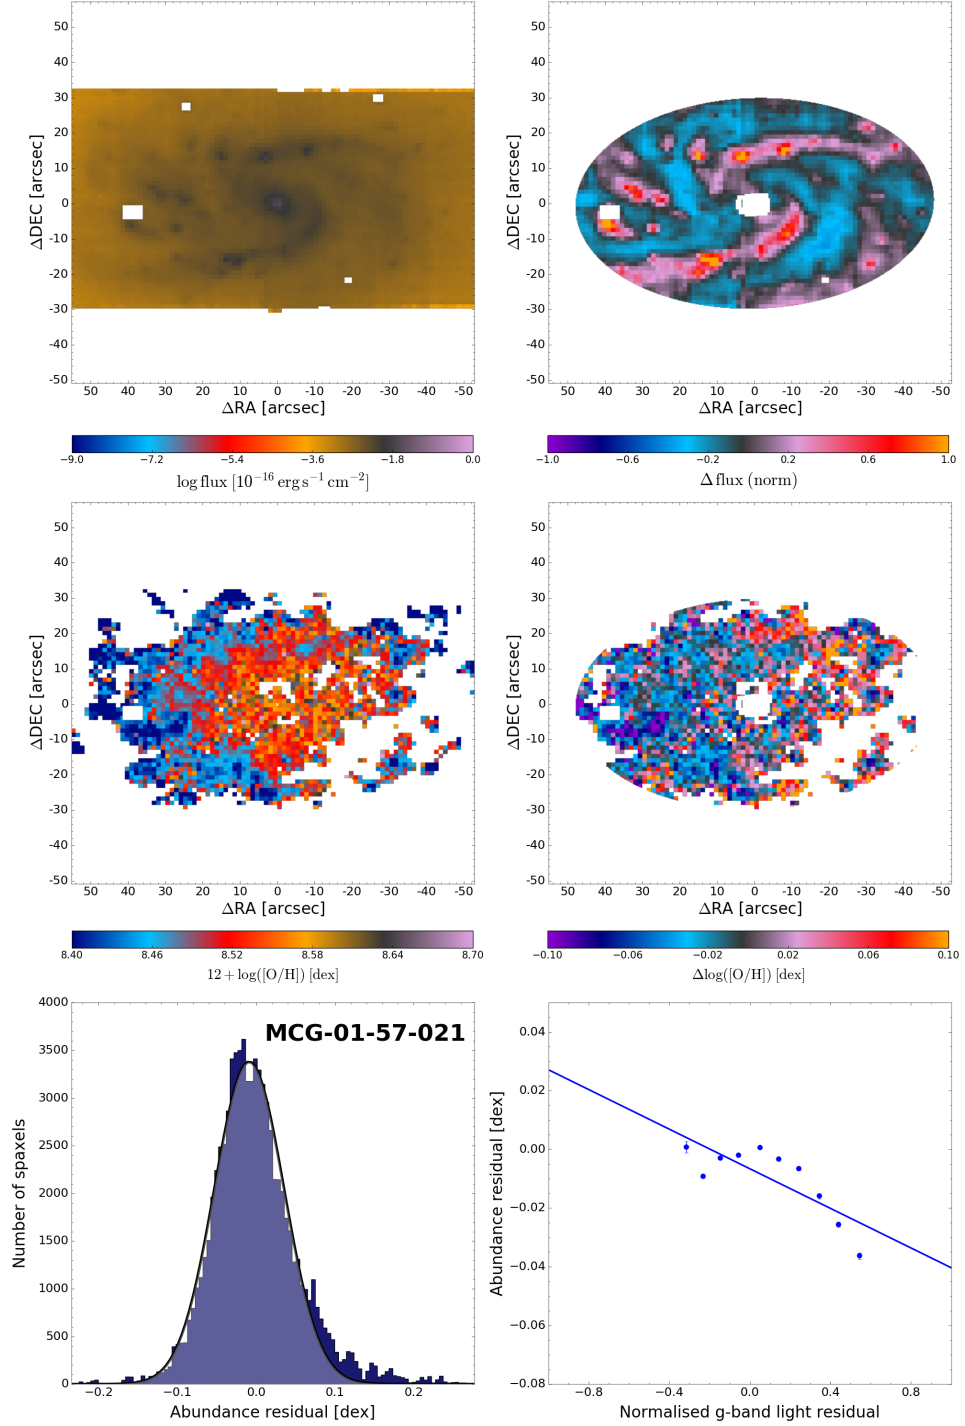 50
40
30
20
10
0
-10
-20
-30
-40
-50
ΔDEC [arcsec]
50 40 30 20 10 0 -10 -20 -30 -40 -50
ΔRA [arcsec]
−9.0 −7.2 −5.4 −3.6 −1.8 0.0
log flux [10^−16 erg s^−1 cm^−2]
50
40
30
20
10
0
-10
-20
-30
-40
-50
ΔDEC [arcsec]
50 40 30 20 10 0 -10 -20 -30 -40 -50
ΔRA [arcsec]
−1.0 −0.6 −0.2 0.2 0.6 1.0
Δ flux (norm)
50
40
30
20
10
0
-10
-20
-30
-40
-50
ΔDEC [arcsec]
50 40 30 20 10 0 -10 -20 -30 -40 -50
ΔRA [arcsec]
8.40 8.46 8.52 8.58 8.64 8.70
12 + log([O/H]) [dex]
50
40
30
20
10
0
-10
-20
-30
-40
-50
ΔDEC [arcsec]
50 40 30 20 10 0 -10 -20 -30 -40 -50
ΔRA [arcsec]
−0.10 −0.06 −0.02 0.02 0.06 0.10
Δlog([O/H]) [dex]
MCG-01-57-021
4000
3500
3000
2500
2000
1500
1000
500
0
Number of spaxels
−0.2 −0.1 0.0 0.1 0.2
Abundance residual [dex]
0.04
0.02
0.00
−0.02
−0.04
−0.06
−0.08
Abundance residual [dex]
−0.8 −0.4 0.0 0.4 0.8
Normalised g-band light residual